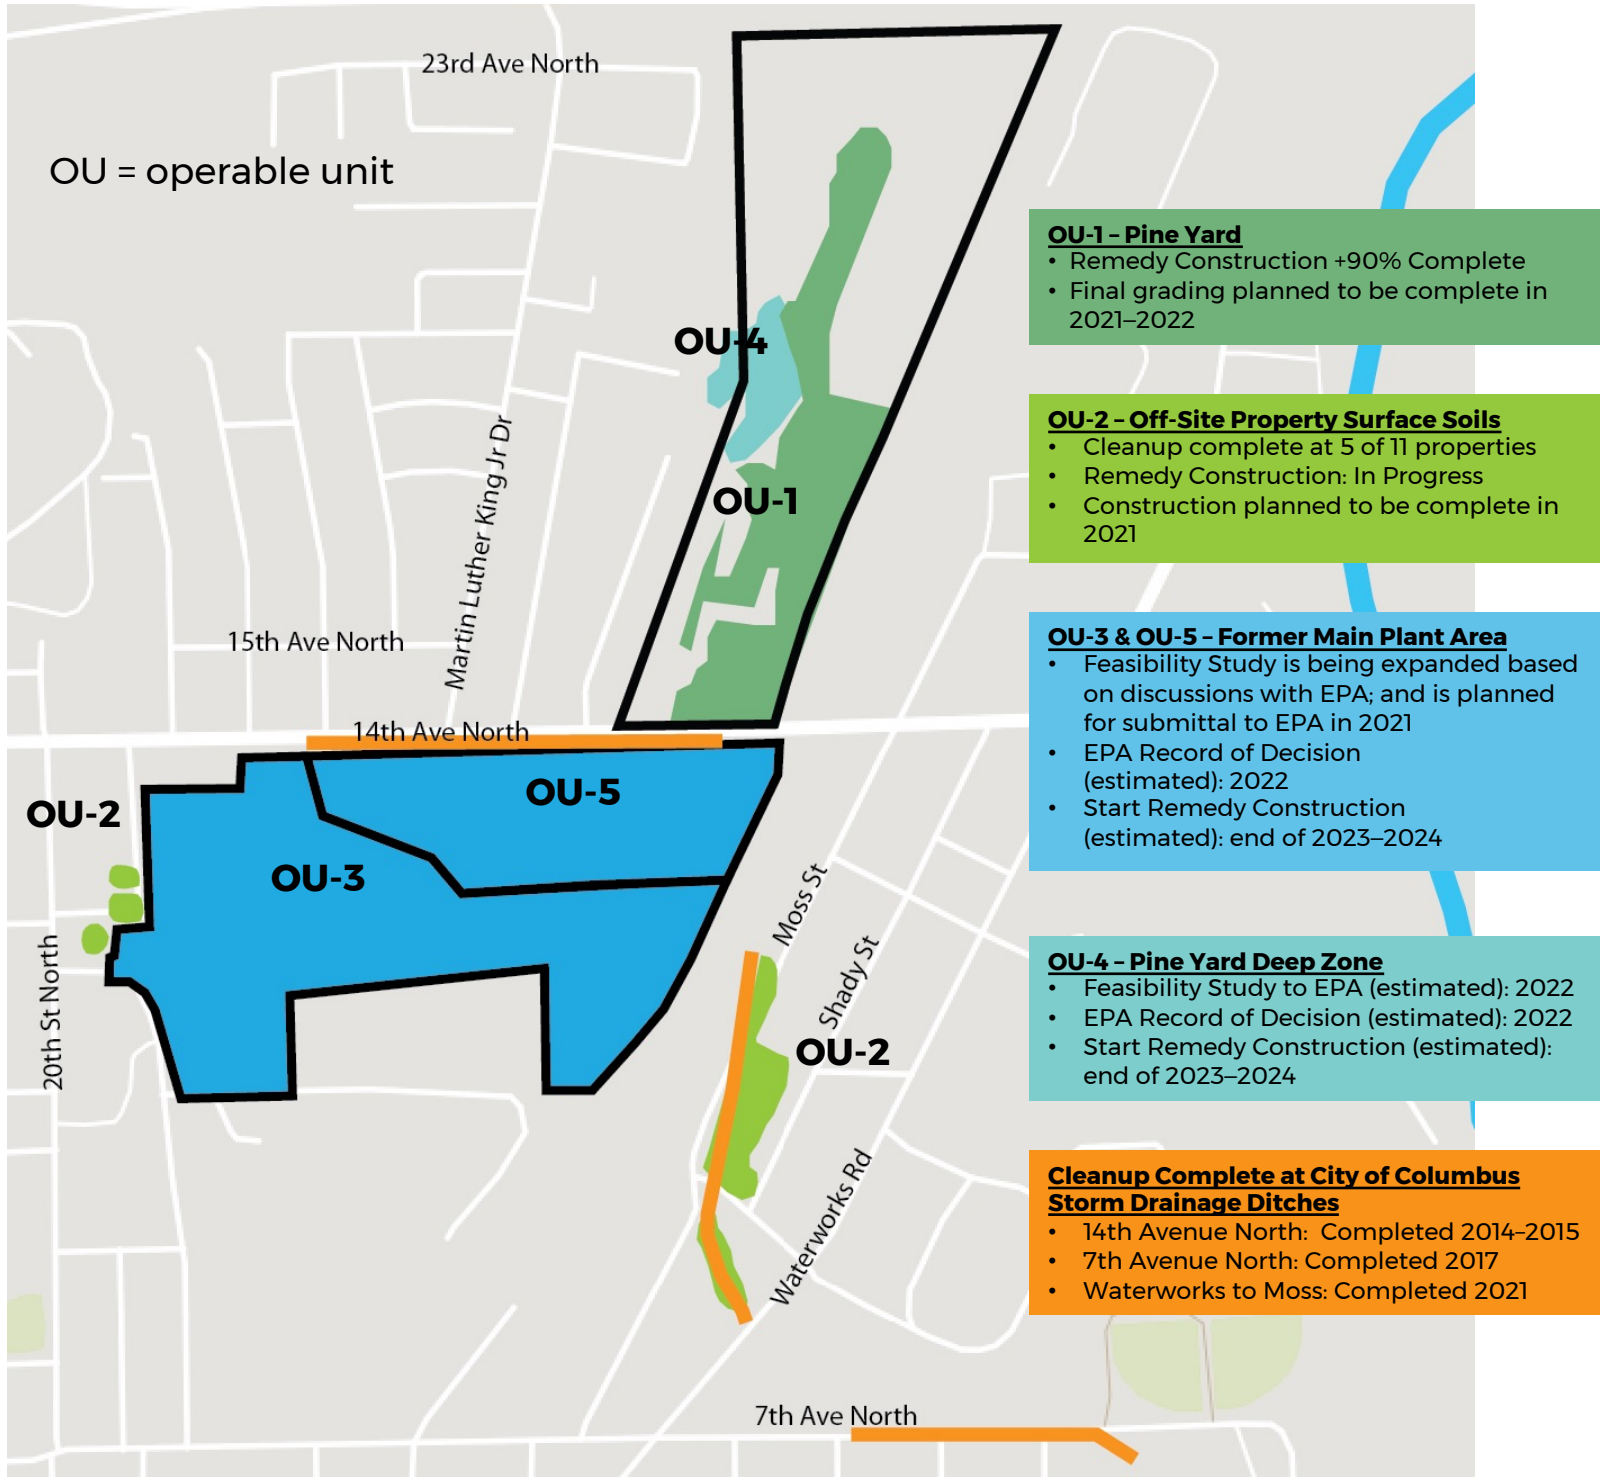 23rd Ave North
OU = operable unit
OU-4
OU-1
Martin Luther King Jr Dr
15th Ave North
14th Ave North
OU-5
OU-2
OU-3
20th St North
Moss St
Shady St
OU-2
Waterworks Rd
7th Ave North
OU-1 – Pine Yard
• Remedy Construction +90% Complete
• Final grading planned to be complete in
2021–2022
OU-2 – Off-Site Property Surface Soils
• Cleanup complete at 5 of 11 properties
• Remedy Construction: In Progress
• Construction planned to be complete in
2021
OU-3 & OU-5 – Former Main Plant Area
• Feasibility Study is being expanded based
on discussions with EPA; and is planned
for submittal to EPA in 2021
• EPA Record of Decision
(estimated): 2022
• Start Remedy Construction
(estimated): end of 2023–2024
OU-4 – Pine Yard Deep Zone
• Feasibility Study to EPA (estimated): 2022
• EPA Record of Decision (estimated): 2022
• Start Remedy Construction (estimated):
end of 2023–2024
Cleanup Complete at City of Columbus
Storm Drainage Ditches
• 14th Avenue North: Completed 2014–2015
• 7th Avenue North: Completed 2017
• Waterworks to Moss: Completed 2021